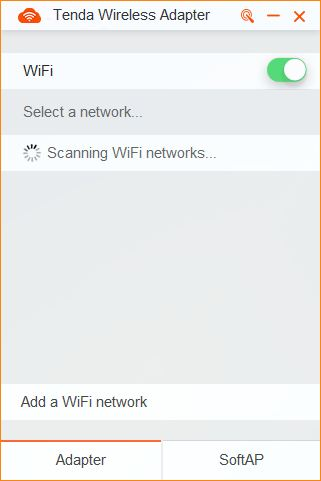 Tenda Wireless Adapter
WiFi
Select a network...
Scanning WiFi networks...
Add a WiFi network
Adapter
SoftAP